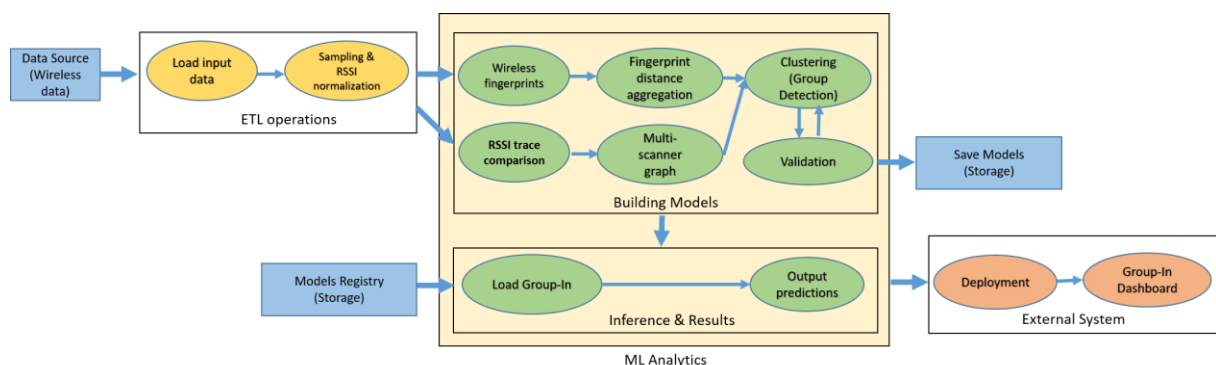 Data Source
(Wireless
data)
Load input
data
Sampling &
RSSI
normalization
ETL operations
Wireless
fingerprints
Fingerprint
distance
aggregation
Clustering
(Group
Detection)
RSSI trace
comparison
Multi-
scanner
graph
Validation
Building Models
Save Models
(Storage)
Models Registry
(Storage)
Load Group-In
Output
predictions
Inference & Results
ML Analytics
Deployment
Group-In
Dashboard
External System